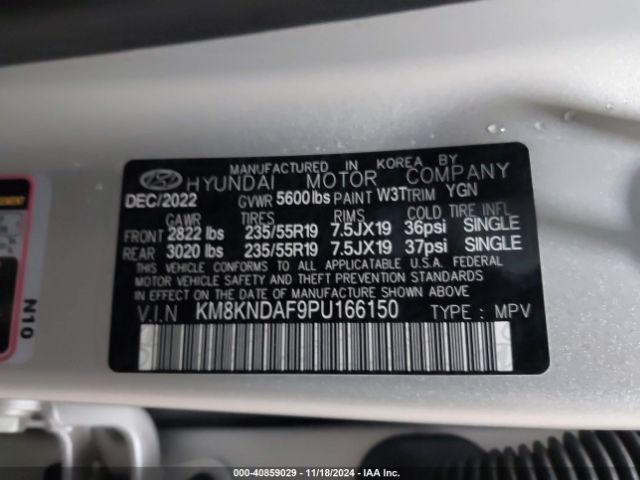 MANUFACTURED IN KOREA BY
HYUNDAI MOTOR COMPANY
DEC/2022 GVWR 5600 lbs PAINT W3T TRIM YGN
GAWR TIRES RIMS COLD TIRE INFL
FRONT 2822 lbs 235/55R19 7.5JX19 36psi SINGLE
REAR 3020 lbs 235/55R19 7.5JX19 37psi SINGLE
THIS VEHICLE CONFORMS TO ALL APPLICABLE U.S.A. FEDERAL
MOTOR VEHICLE SAFETY, BUMPER, AND THEFT PREVENTION STANDARDS
IN EFFECT ON THE DATE OF MANUFACTURE SHOWN ABOVE.
V.I.N KM8KNDAF9PU166150 TYPE : MPV
N10
000-40859029 — 11/18/2024 — IAA Inc.